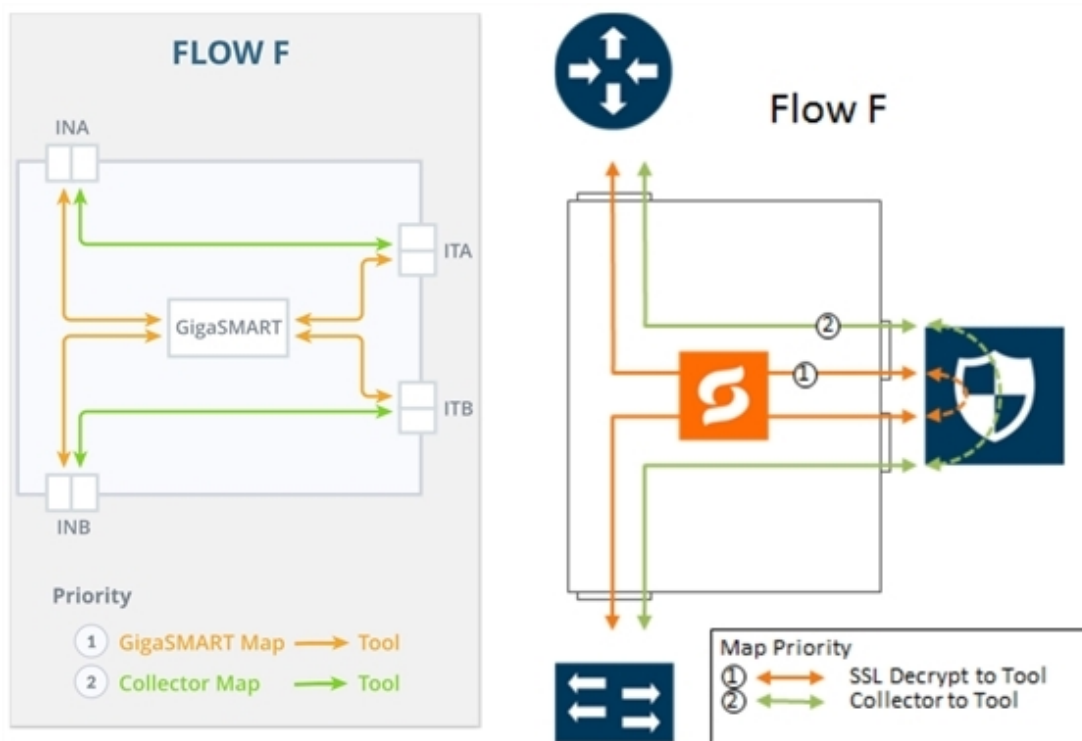 FLOW F
INA
ITA
GigaSMART
ITB
INB
Priority
1 GigaSMART Map Tool
2 Collector Map Tool
Flow F
2
1
Map Priority
1 SSL Decrypt to Tool
2 Collector to Tool